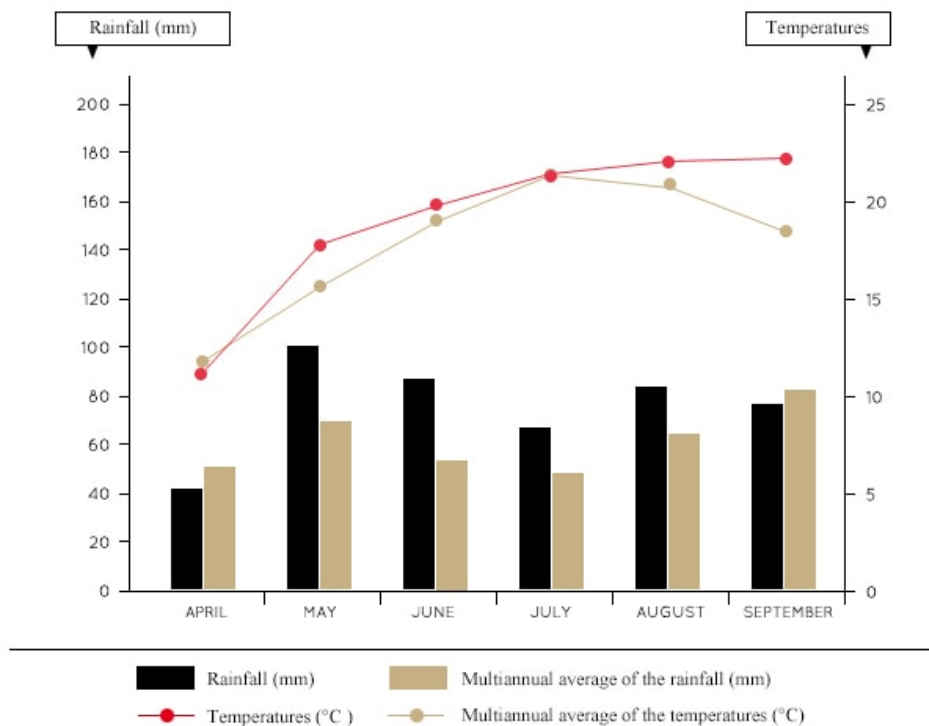 Rainfall (mm)
Temperatures
200
180
160
140
120
100
80
60
40
20
0
25
20
15
10
5
0
APRIL
MAY
JUNE
JULY
AUGUST
SEPTEMBER
Rainfall (mm)
Multiannual average of the rainfall (mm)
Temperatures (°C )
Multiannual average of the temperatures (°C)